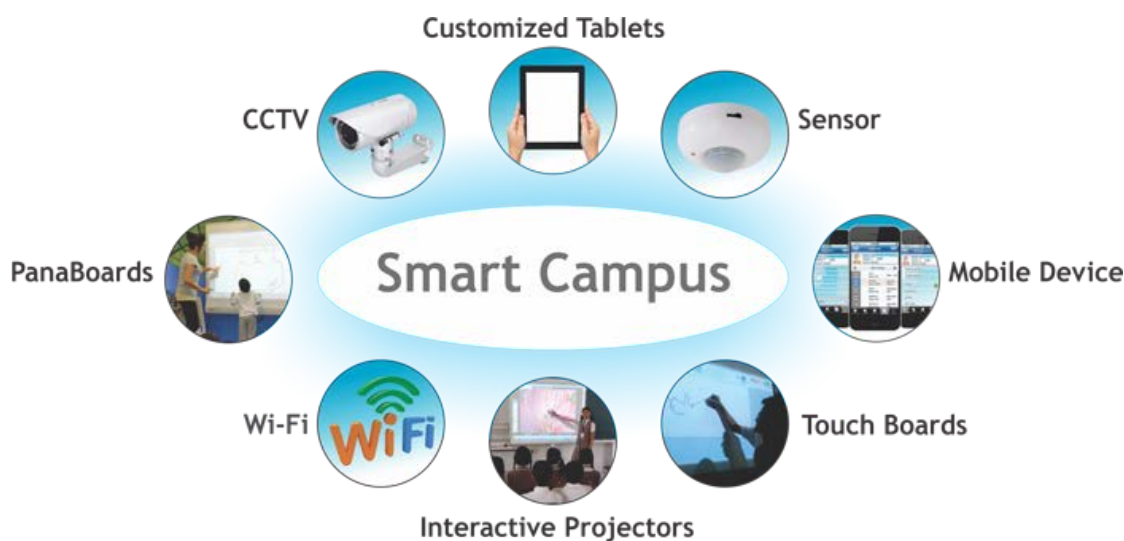 Customized Tablets
CCTV
Sensor
PanaBoards
Smart Campus
Mobile Device
Wi-Fi
WiFi
Touch Boards
Interactive Projectors